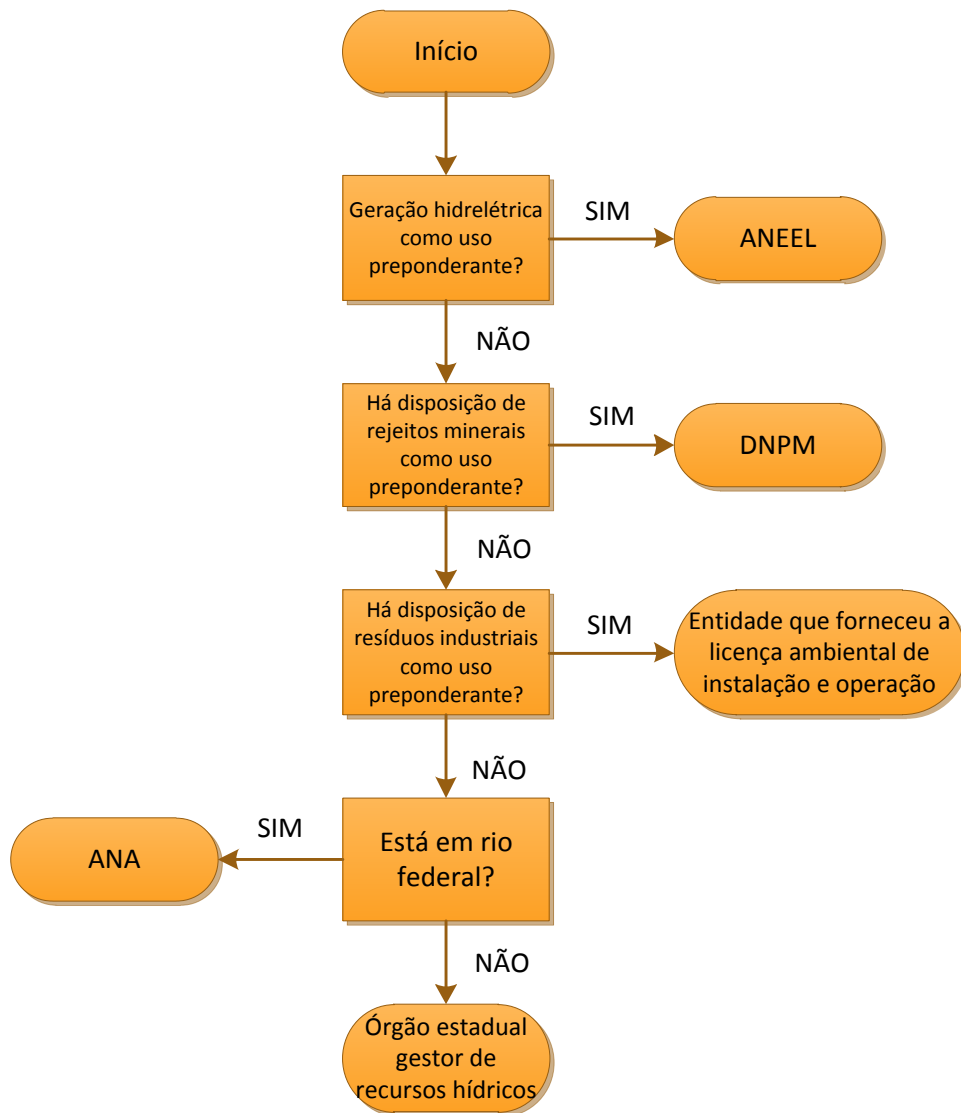 Início
Geração hidrelétrica
como uso
preponderante?
SIM
ANEEL
NÃO
Há disposição de
rejeitos minerais
como uso
preponderante?
SIM
DNPM
NÃO
Há disposição de
resíduos industriais
como uso
preponderante?
SIM
Entidade que forneceu a
licença ambiental de
instalação e operação
NÃO
Está em rio
federal?
SIM
ANA
NÃO
Órgão estadual
gestor de
recursos hídricos